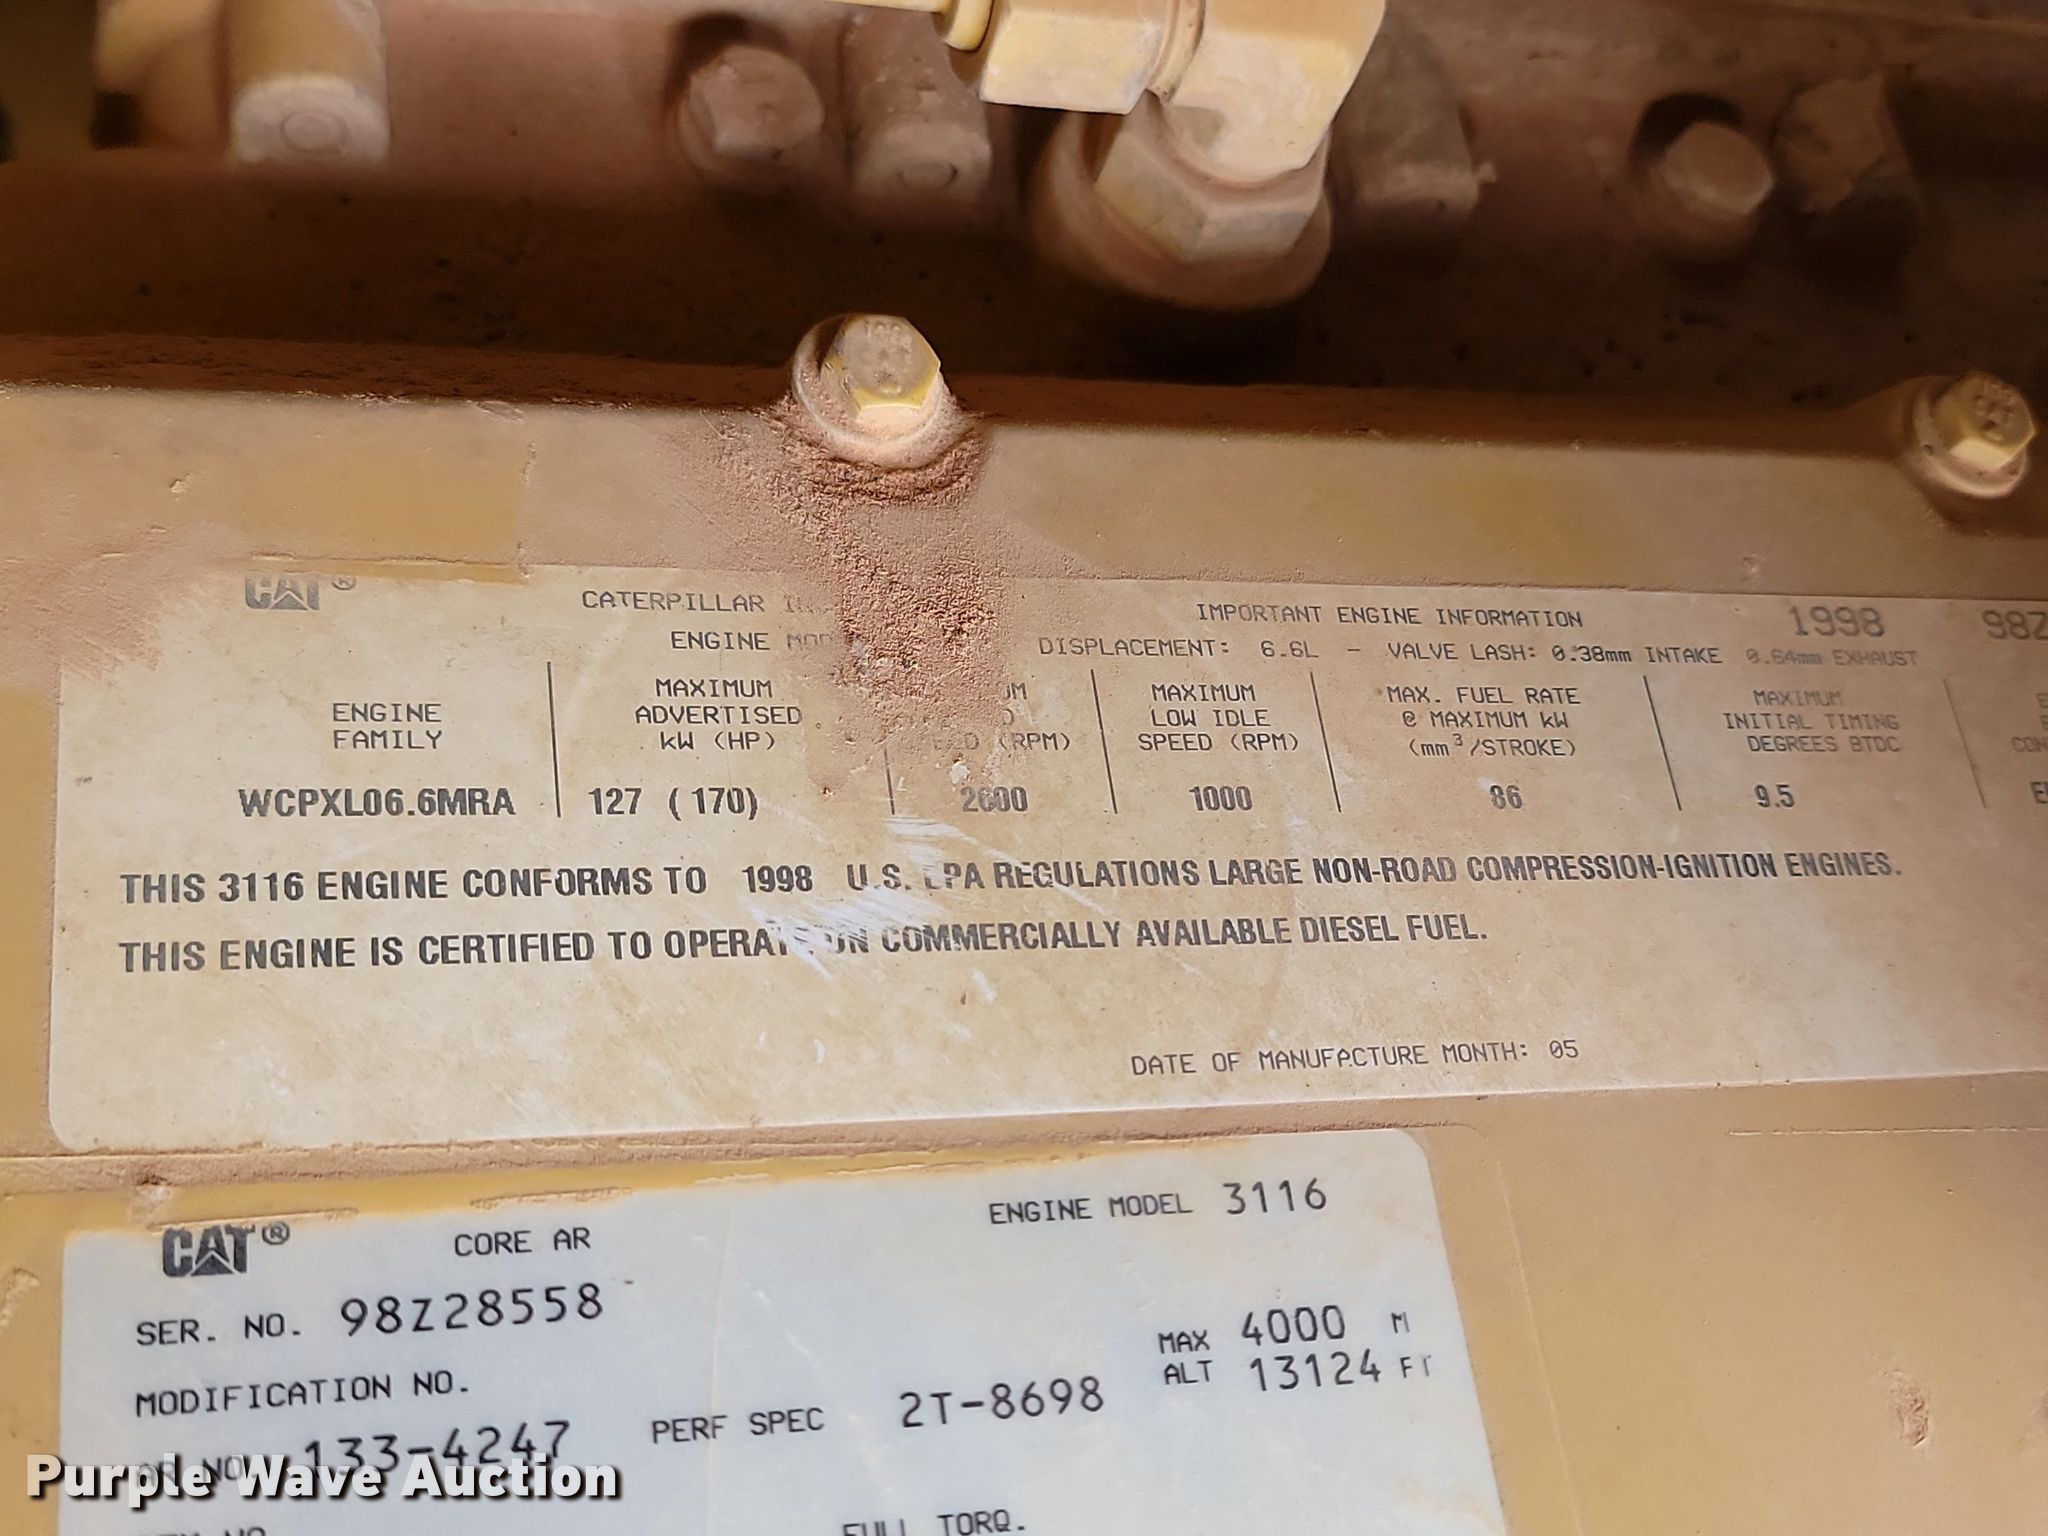 CAT®
CATERPILLAR
IMPORTANT ENGINE INFORMATION
1998
98Z
ENGINE
DISPLACEMENT: 6.6L - VALVE LASH: 0.38mm INTAKE 0.64mm EXHAUST
ENGINE
FAMILY
WCPXL06.6MRA
MAXIMUM
ADVERTISED
kW (HP)
127 (170)
(RPM)
2600
MAXIMUM
LOW IDLE
SPEED (RPM)
1000
MAX. FUEL RATE
@ MAXIMUM kW
(mm³/STROKE)
86
MAXIMUM
INITIAL TIMING
DEGREES BTDC
9.5
THIS 3116 ENGINE CONFORMS TO 1998 U.S. EPA REGULATIONS LARGE NON-ROAD COMPRESSION-IGNITION ENGINES.
THIS ENGINE IS CERTIFIED TO OPERATE ON COMMERCIALLY AVAILABLE DIESEL FUEL.
DATE OF MANUFACTURE MONTH: 05
CAT®
CORE AR
ENGINE MODEL 3116
SER. NO. 98Z28558
MAX 4000 M
ALT 13124 FT
MODIFICATION NO.
AR NO. 133-4247
PERF SPEC 2T-8698
FULL TORQ.
Purple Wave Auction